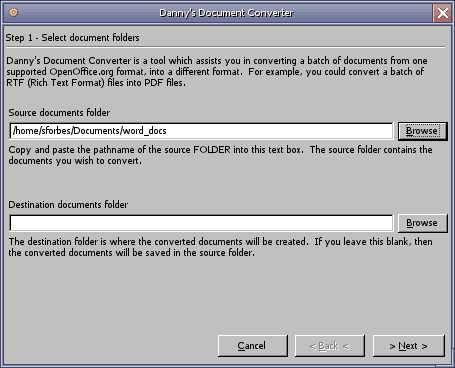 Danny's Document Converter
Step 1 - Select document folders
Danny's Document Converter is a tool which assists you in converting a batch of documents from one
supported OpenOffice.org format, into a different format.  For example, you could convert a batch of
RTF (Rich Text Format) files into PDF files.
Source documents folder
/home/sforbes/Documents/word_docs
Browse
Copy and paste the pathname of the source FOLDER into this text box.  The source folder contains the
documents you wish to convert.
Destination documents folder
Browse
The destination folder is where the converted documents will be created.  If you leave this blank, then
the converted documents will be saved in the source folder.
Cancel
< Back <
> Next >